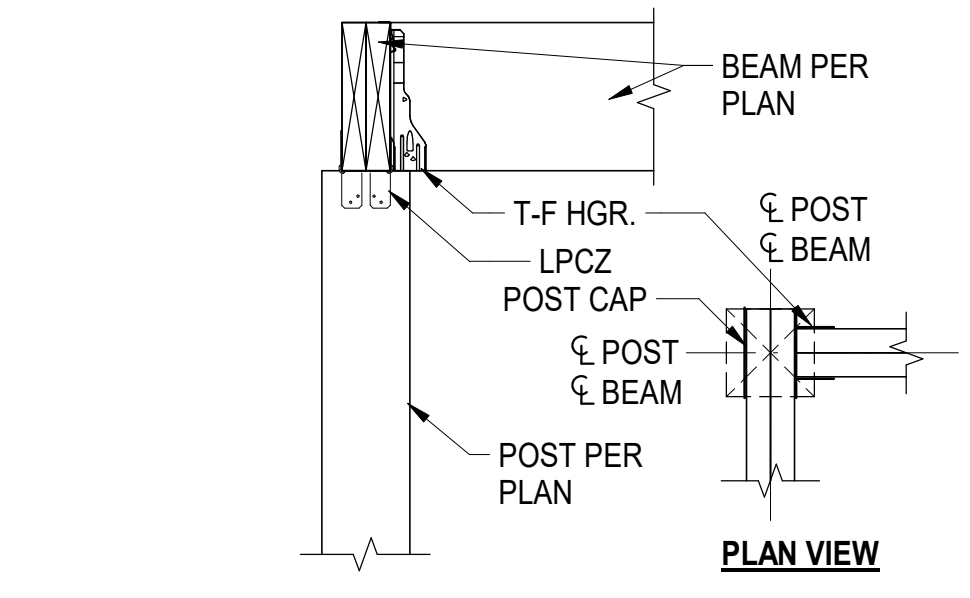 BEAM PER
PLAN
T-F HGR.
℄ POST
℄ BEAM
LPCZ
POST CAP
℄ POST
℄ BEAM
POST PER
PLAN
PLAN VIEW